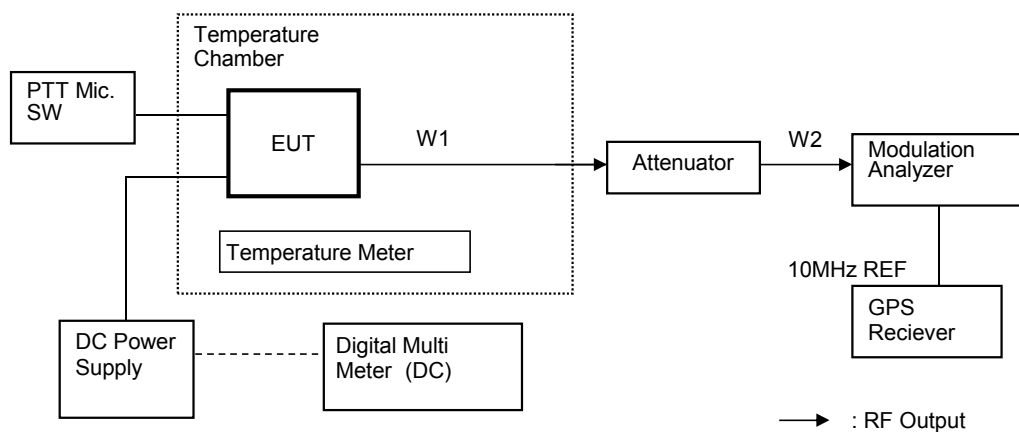 Temperature
Chamber
PTT Mic.
SW
EUT
W1
Attenuator
W2
Modulation
Analyzer
Temperature Meter
10MHz REF
GPS
Reciever
DC Power
Supply
Digital Multi
Meter (DC)
: RF Output